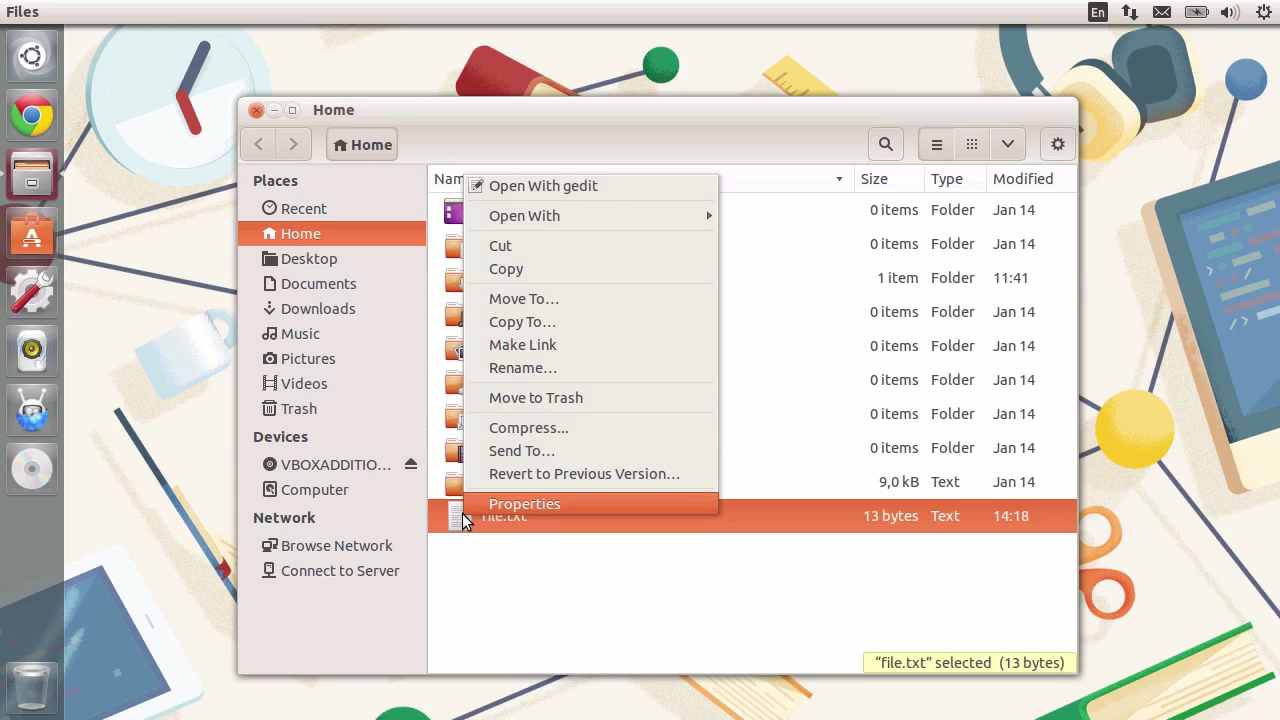 Files
En
Home
Home
Places
Recent
Home
Desktop
Documents
Downloads
Music
Pictures
Videos
Trash
Devices
VBOXADDITIO...
Computer
Network
Browse Network
Connect to Server
Size Type Modified
0 items Folder Jan 14
0 items Folder Jan 14
1 item Folder 11:41
0 items Folder Jan 14
0 items Folder Jan 14
0 items Folder Jan 14
0 items Folder Jan 14
0 items Folder Jan 14
9,0 kB Text Jan 14
file.txt 13 bytes Text 14:18
Open With gedit
Open With
Cut
Copy
Move To…
Copy To…
Make Link
Rename…
Move to Trash
Compress...
Send To…
Revert to Previous Version…
Properties
“file.txt” selected (13 bytes)